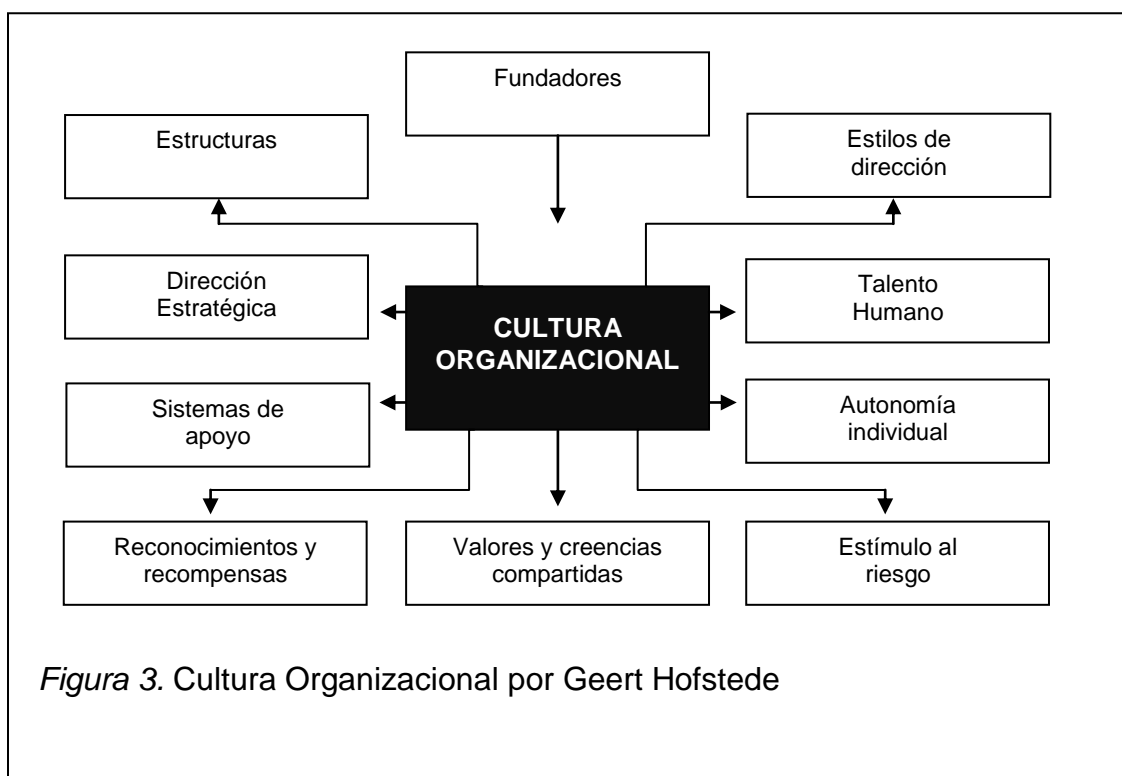 Fundadores
Estructuras
Estilos de
dirección
Dirección
Estratégica
CULTURA
ORGANIZACIONAL
Talento
Humano
Sistemas de
apoyo
Autonomía
individual
Reconocimientos y
recompensas
Valores y creencias
compartidas
Estímulo al
riesgo
Figura 3. Cultura Organizacional por Geert Hofstede